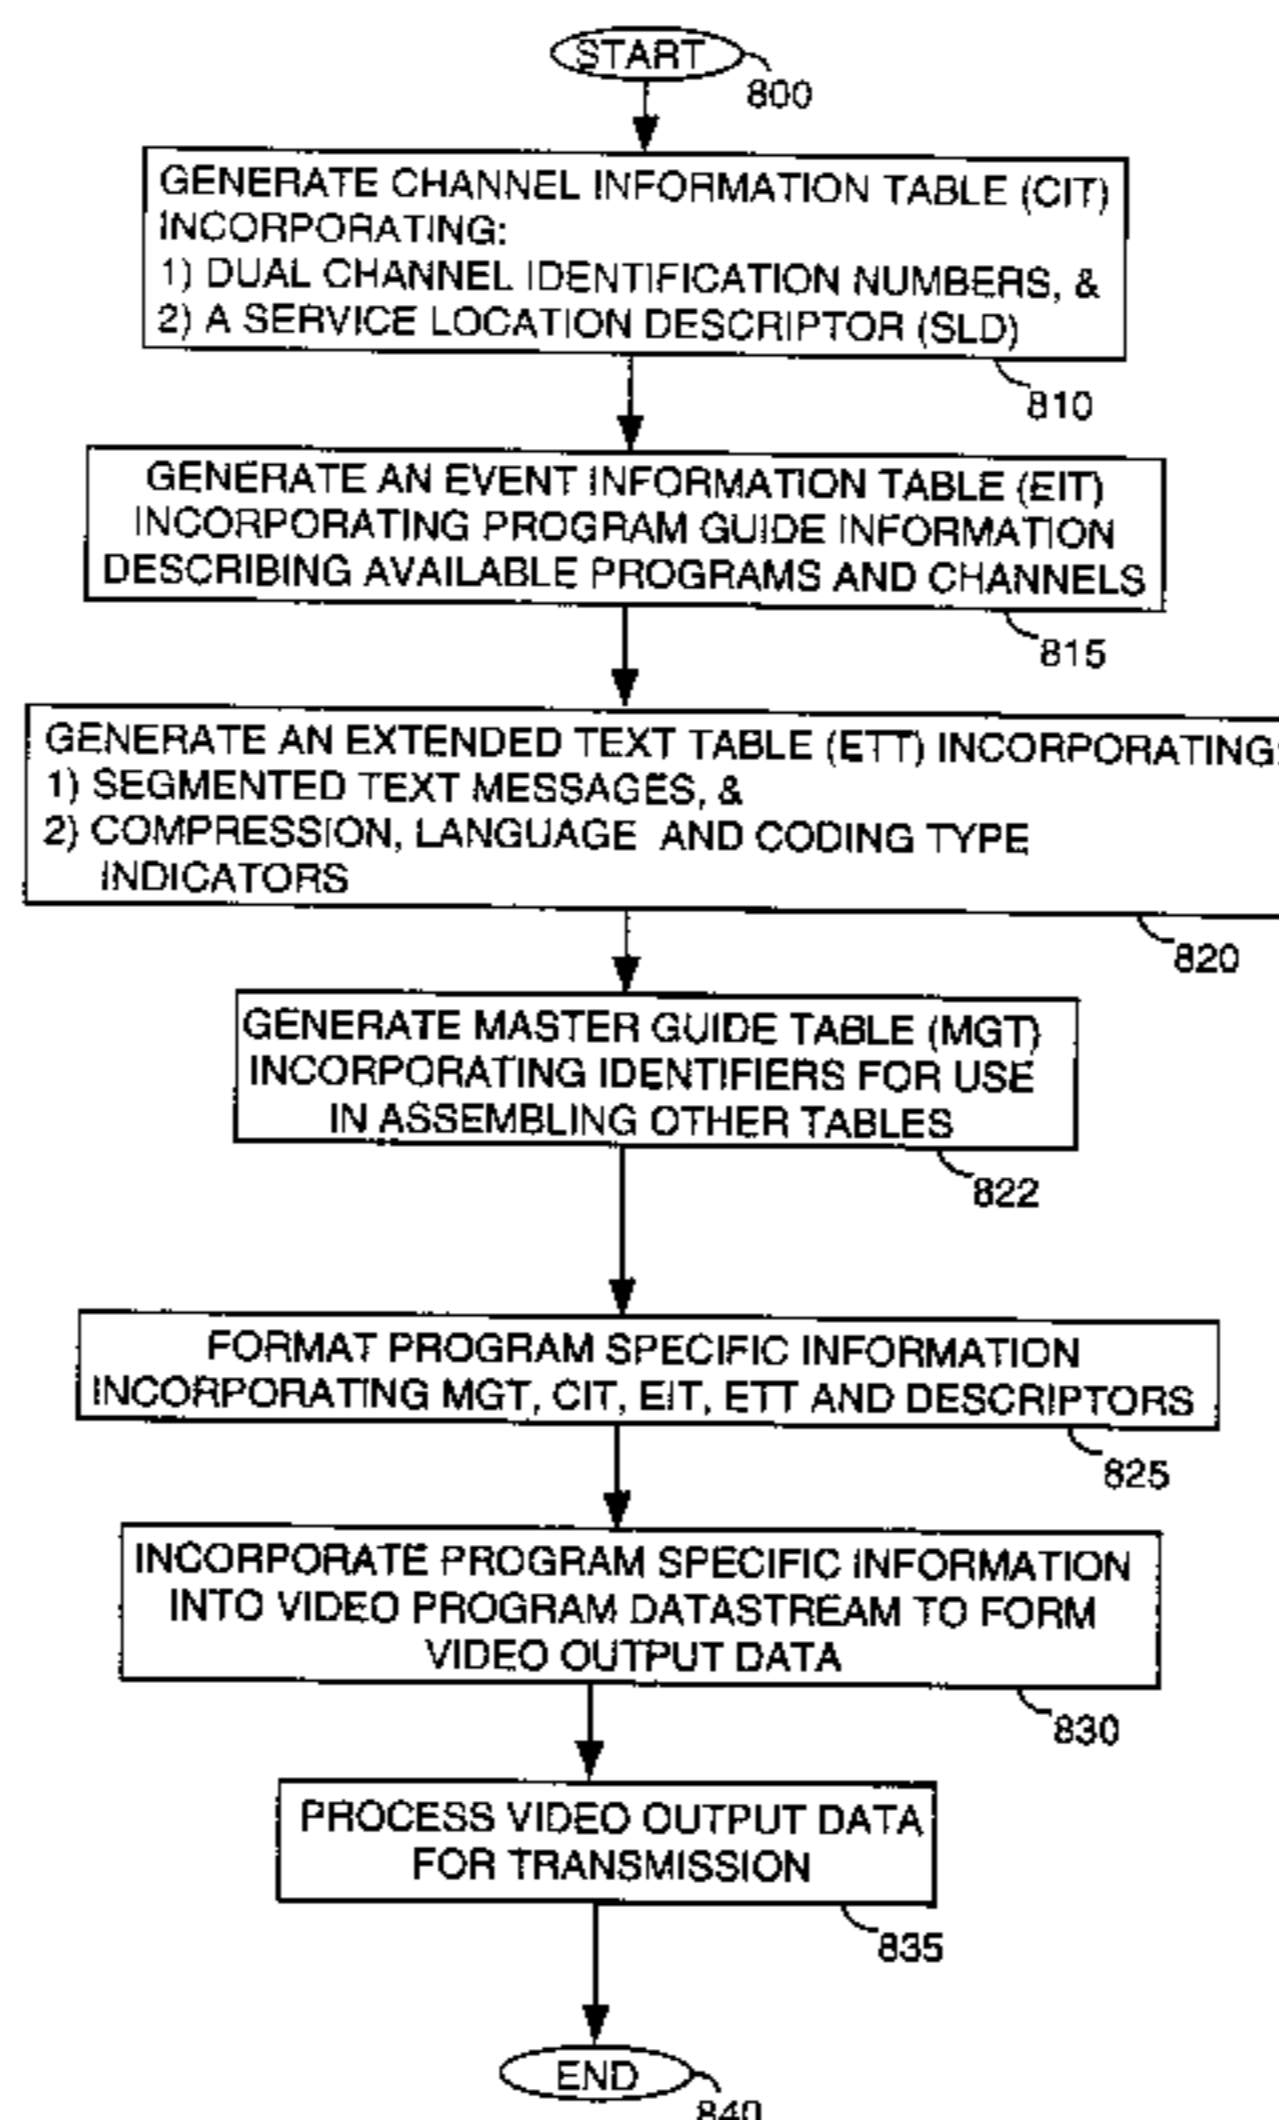 START
800
GENERATE CHANNEL INFORMATION TABLE (CIT)
INCORPORATING:
1) DUAL CHANNEL IDENTIFICATION NUMBERS, &
2) A SERVICE LOCATION DESCRIPTOR (SLD)
810
GENERATE AN EVENT INFORMATION TABLE (EIT)
INCORPORATING PROGRAM GUIDE INFORMATION
DESCRIBING AVAILABLE PROGRAMS AND CHANNELS
815
GENERATE AN EXTENDED TEXT TABLE (ETT) INCORPORATING:
1) SEGMENTED TEXT MESSAGES, &
2) COMPRESSION, LANGUAGE AND CODING TYPE
INDICATORS
820
GENERATE MASTER GUIDE TABLE (MGT)
INCORPORATING IDENTIFIERS FOR USE
IN ASSEMBLING OTHER TABLES
822
FORMAT PROGRAM SPECIFIC INFORMATION
INCORPORATING MGT, CIT, EIT, ETT AND DESCRIPTORS
825
INCORPORATE PROGRAM SPECIFIC INFORMATION
INTO VIDEO PROGRAM DATASTREAM TO FORM
VIDEO OUTPUT DATA
830
PROCESS VIDEO OUTPUT DATA
FOR TRANSMISSION
835
END
840